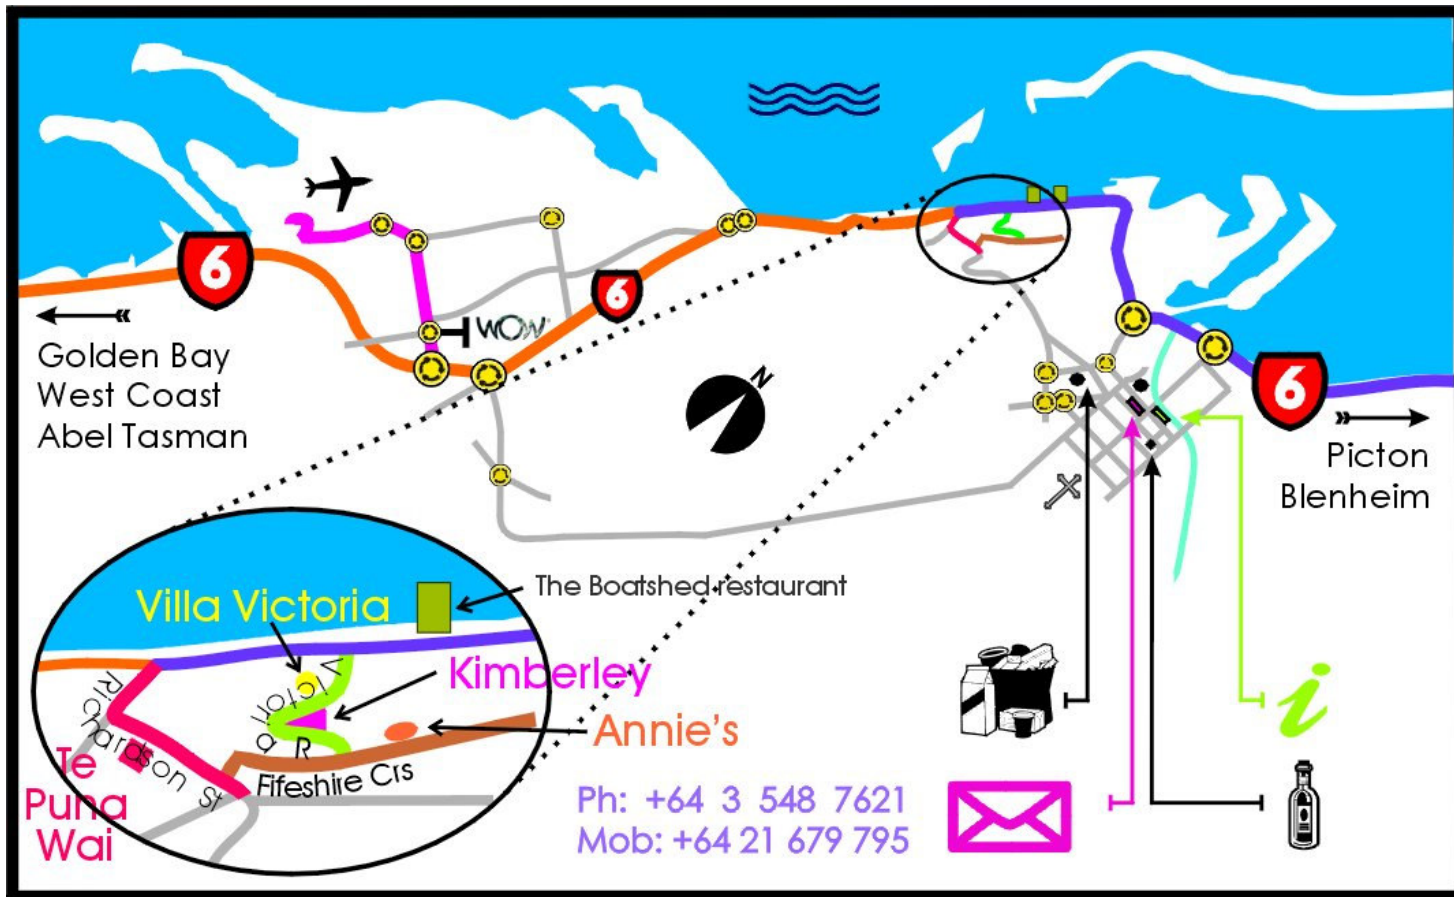 6
6
WOW
N
6
Golden Bay
West Coast
Abel Tasman
Picton
Blenheim
The Boatshed restaurant
Villa Victoria
Kimberley
Victoria R
Annie's
Richardson St
Fifeshire Crs
Te
Puna
Wai
Ph: +64 3 548 7621
Mob: +64 21 679 795
i